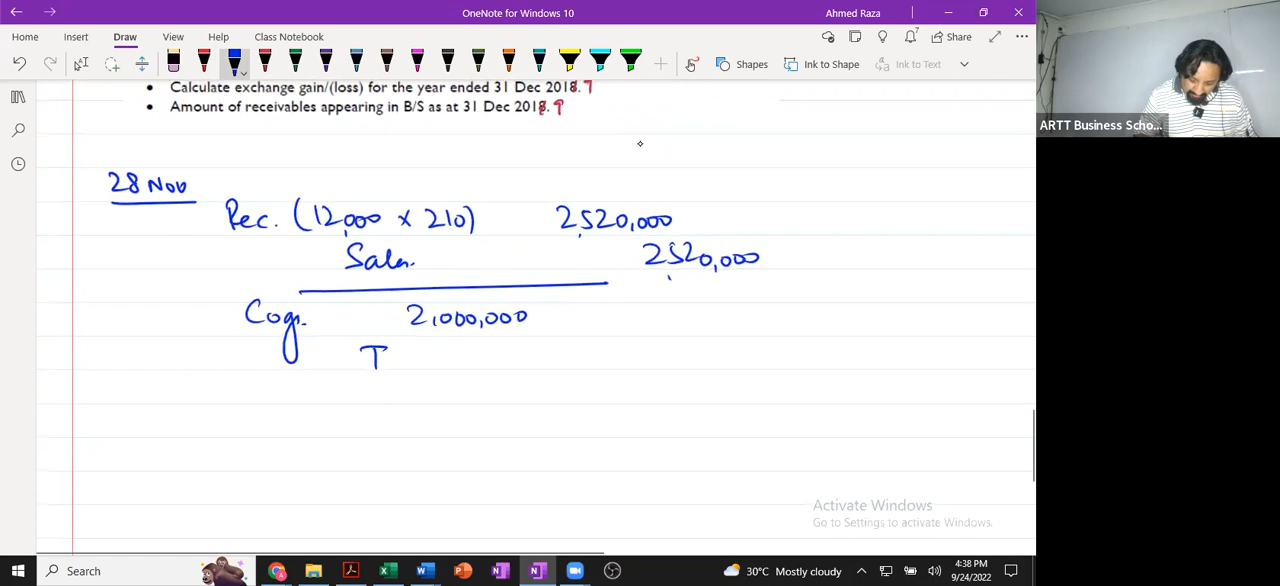 OneNote for Windows 10
Ahmed Raza
Home Insert Draw View Help Class Notebook
Share
Shapes Ink to Shape Ink to Text
ARTT Business Scho...
• Calculate exchange gain/(loss) for the year ended 31 Dec 2018.
• Amount of receivables appearing in B/S as at 31 Dec 2018.
28 Nov
Rec. (12,000 x 210) 2,520,000
Sales. 2,520,000
Cogs. 2,000,000
Activate Windows
Go to Settings to activate Windows.
Search
30°C Mostly cloudy
4:38 PM
9/24/2022